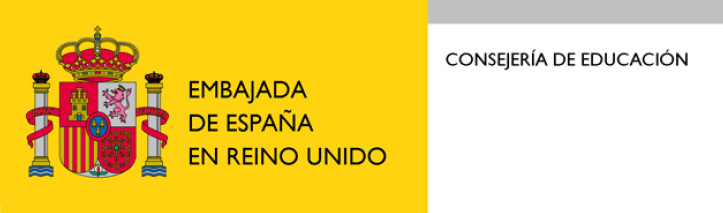 EMBAJADA
DE ESPAÑA
EN REINO UNIDO
CONSEJERÍA DE EDUCACIÓN